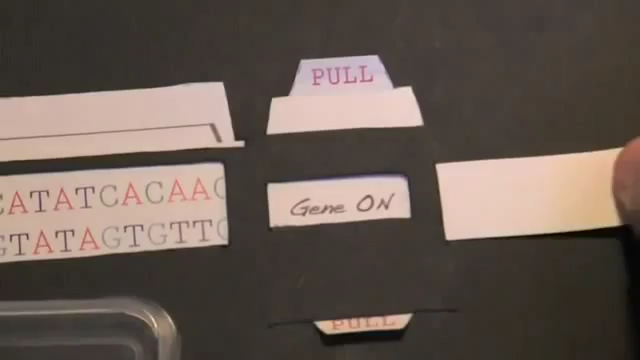 PULL
CATATCACAAC
GTATAGTGTTG
Gene ON
PULL